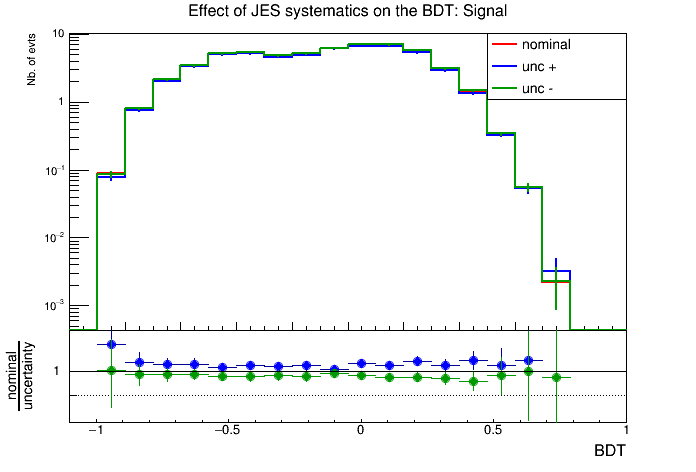 Effect of JES systematics on the BDT: Signal
Nb. of evts
10
1
10⁻¹
10⁻²
10⁻³
nominal
unc +
unc -
nominal
uncertainty
1
−1
−0.5
0
0.5
1
BDT